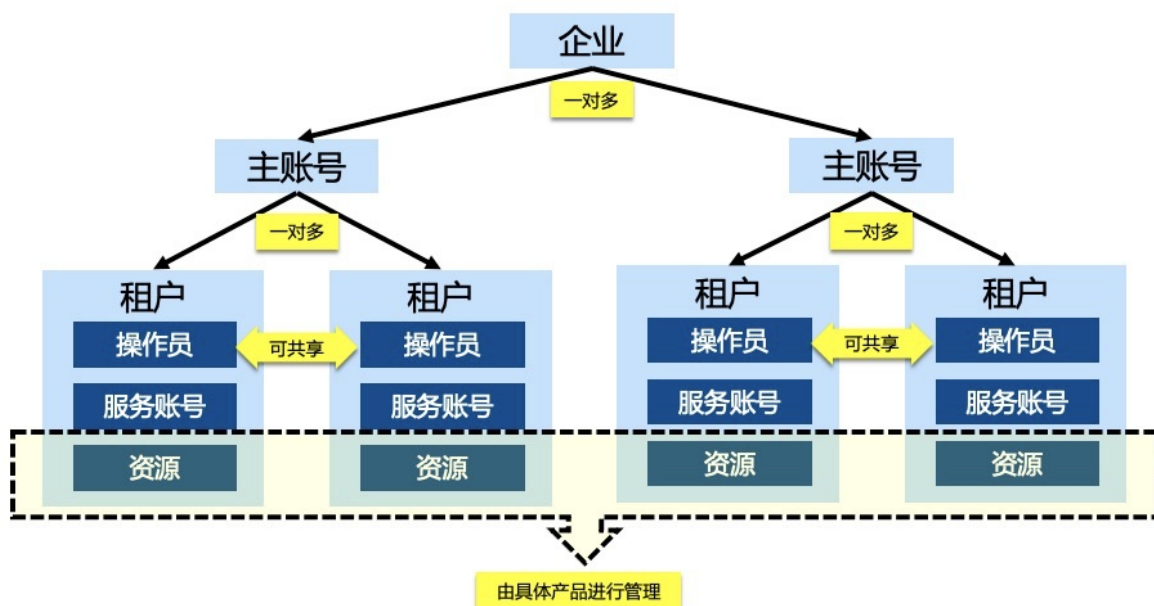 企业
一对多
主账号
主账号
一对多
一对多
租户
租户
租户
租户
操作员
可共享
操作员
操作员
可共享
操作员
服务账号
服务账号
服务账号
服务账号
资源
资源
资源
资源
由具体产品进行管理